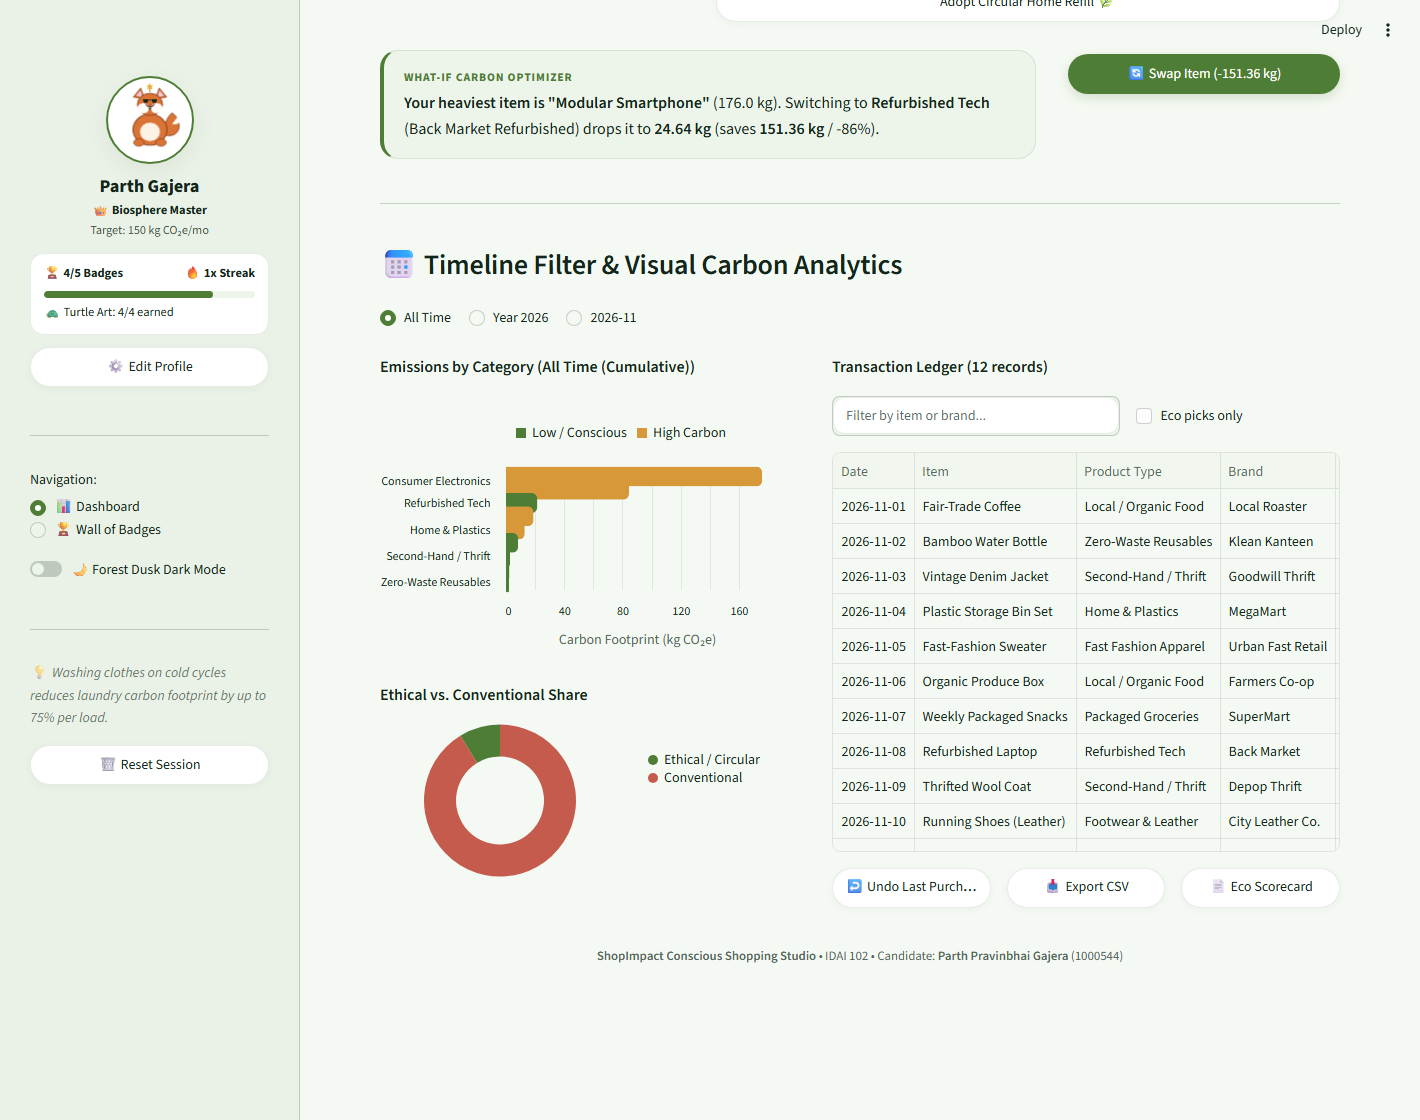 Parth Gajera
Biosphere Master
Target: 150 kg CO₂e/mo
4/5 Badges
1x Streak
Turtle Art: 4/4 earned
Edit Profile
Navigation:
Dashboard
Wall of Badges
Forest Dusk Dark Mode
Washing clothes on cold cycles
reduces laundry carbon footprint by up to
75% per load.
Reset Session
Adopt Circular Home Refill
Deploy
WHAT-IF CARBON OPTIMIZER
Your heaviest item is "Modular Smartphone" (176.0 kg). Switching to Refurbished Tech
(Back Market Refurbished) drops it to 24.64 kg (saves 151.36 kg / -86%).
Swap Item (-151.36 kg)
Timeline Filter & Visual Carbon Analytics
All Time
Year 2026
2026-11
Emissions by Category (All Time (Cumulative))
Low / Conscious
High Carbon
Consumer Electronics
Refurbished Tech
Home & Plastics
Second-Hand / Thrift
Zero-Waste Reusables
0 40 80 120 160
Carbon Footprint (kg CO₂e)
Ethical vs. Conventional Share
Ethical / Circular
Conventional
Transaction Ledger (12 records)
Filter by item or brand...
Eco picks only
Date Item Product Type Brand
2026-11-01 Fair-Trade Coffee Local / Organic Food Local Roaster
2026-11-02 Bamboo Water Bottle Zero-Waste Reusables Klean Kanteen
2026-11-03 Vintage Denim Jacket Second-Hand / Thrift Goodwill Thrift
2026-11-04 Plastic Storage Bin Set Home & Plastics MegaMart
2026-11-05 Fast-Fashion Sweater Fast Fashion Apparel Urban Fast Retail
2026-11-06 Organic Produce Box Local / Organic Food Farmers Co-op
2026-11-07 Weekly Packaged Snacks Packaged Groceries SuperMart
2026-11-08 Refurbished Laptop Refurbished Tech Back Market
2026-11-09 Thrifted Wool Coat Second-Hand / Thrift Depop Thrift
2026-11-10 Running Shoes (Leather) Footwear & Leather City Leather Co.
Undo Last Purch...
Export CSV
Eco Scorecard
ShopImpact Conscious Shopping Studio • IDAI 102 • Candidate: Parth Pravinbhai Gajera (1000544)